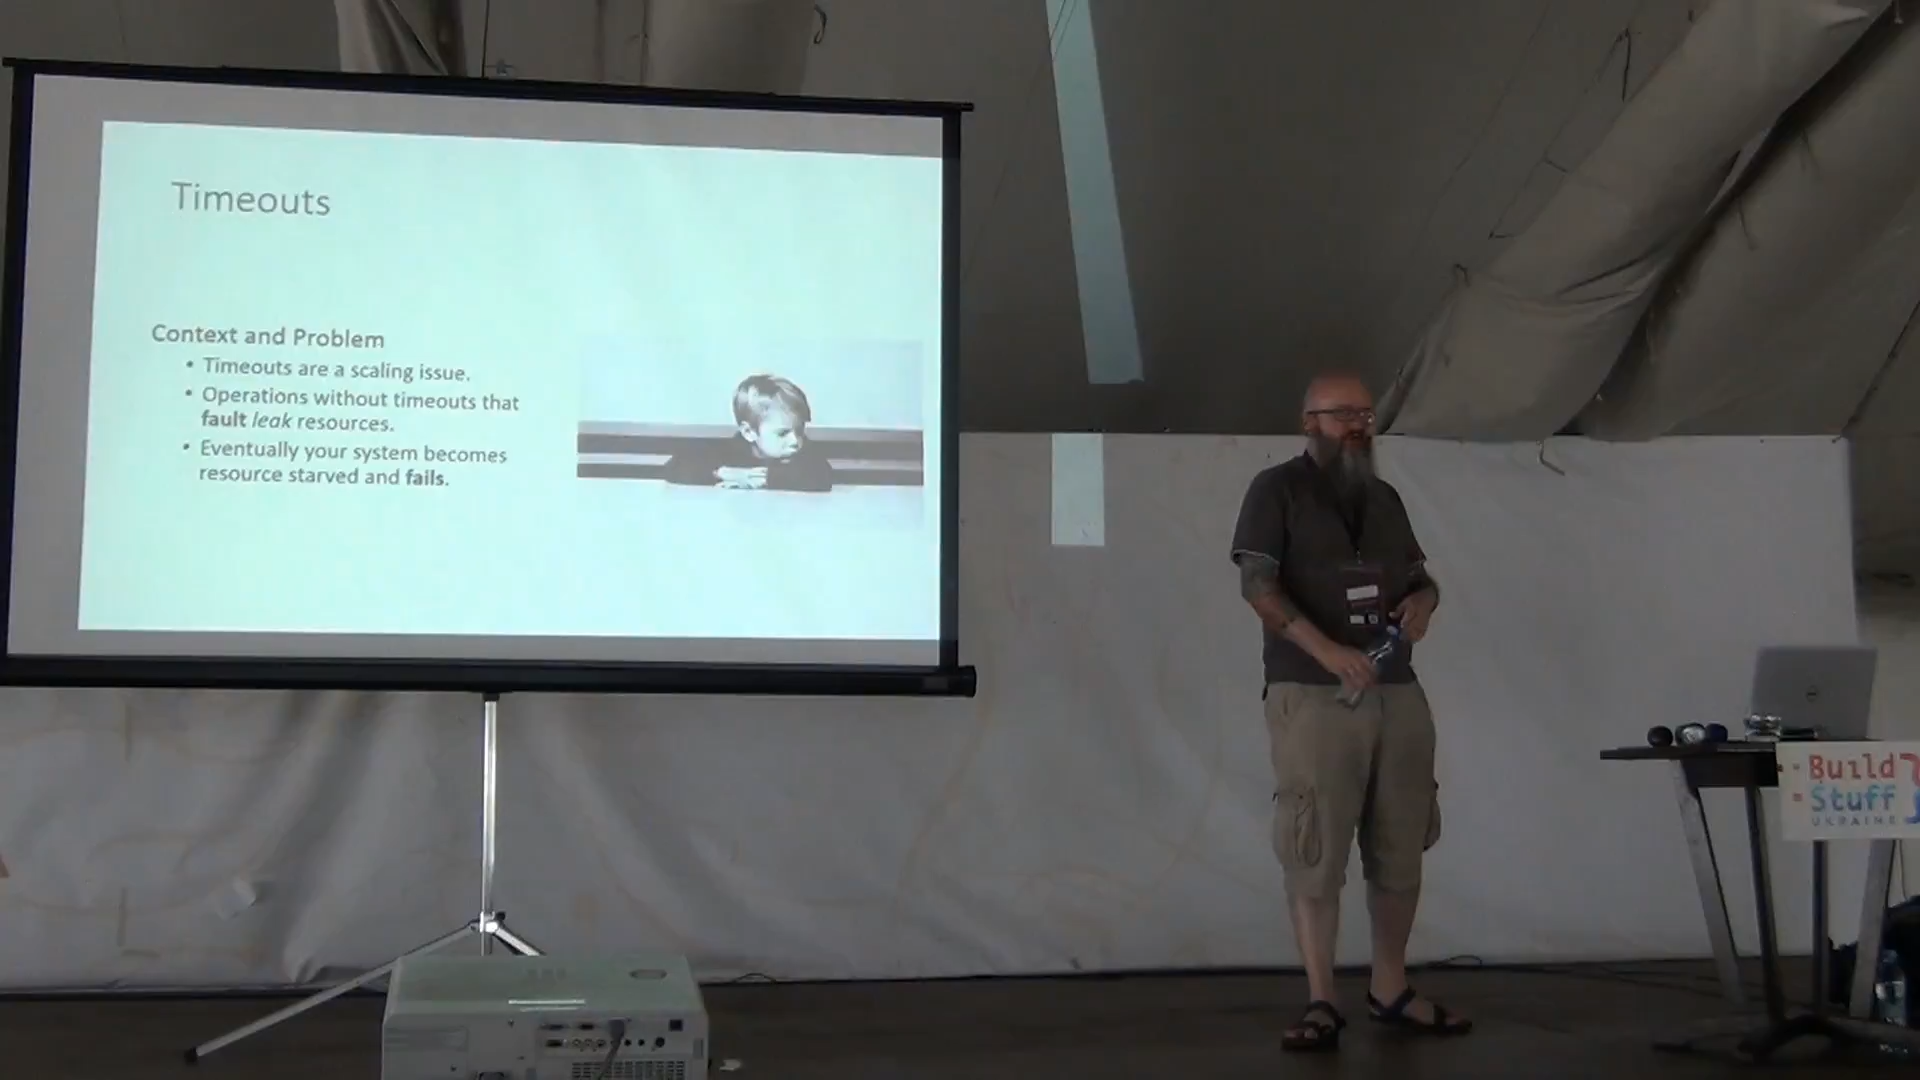 Timeouts
Context and Problem
• Timeouts are a scaling issue.
• Operations without timeouts that
fault leak resources.
• Eventually your system becomes
resource starved and fails.
Build
Stuff
UKRAINE